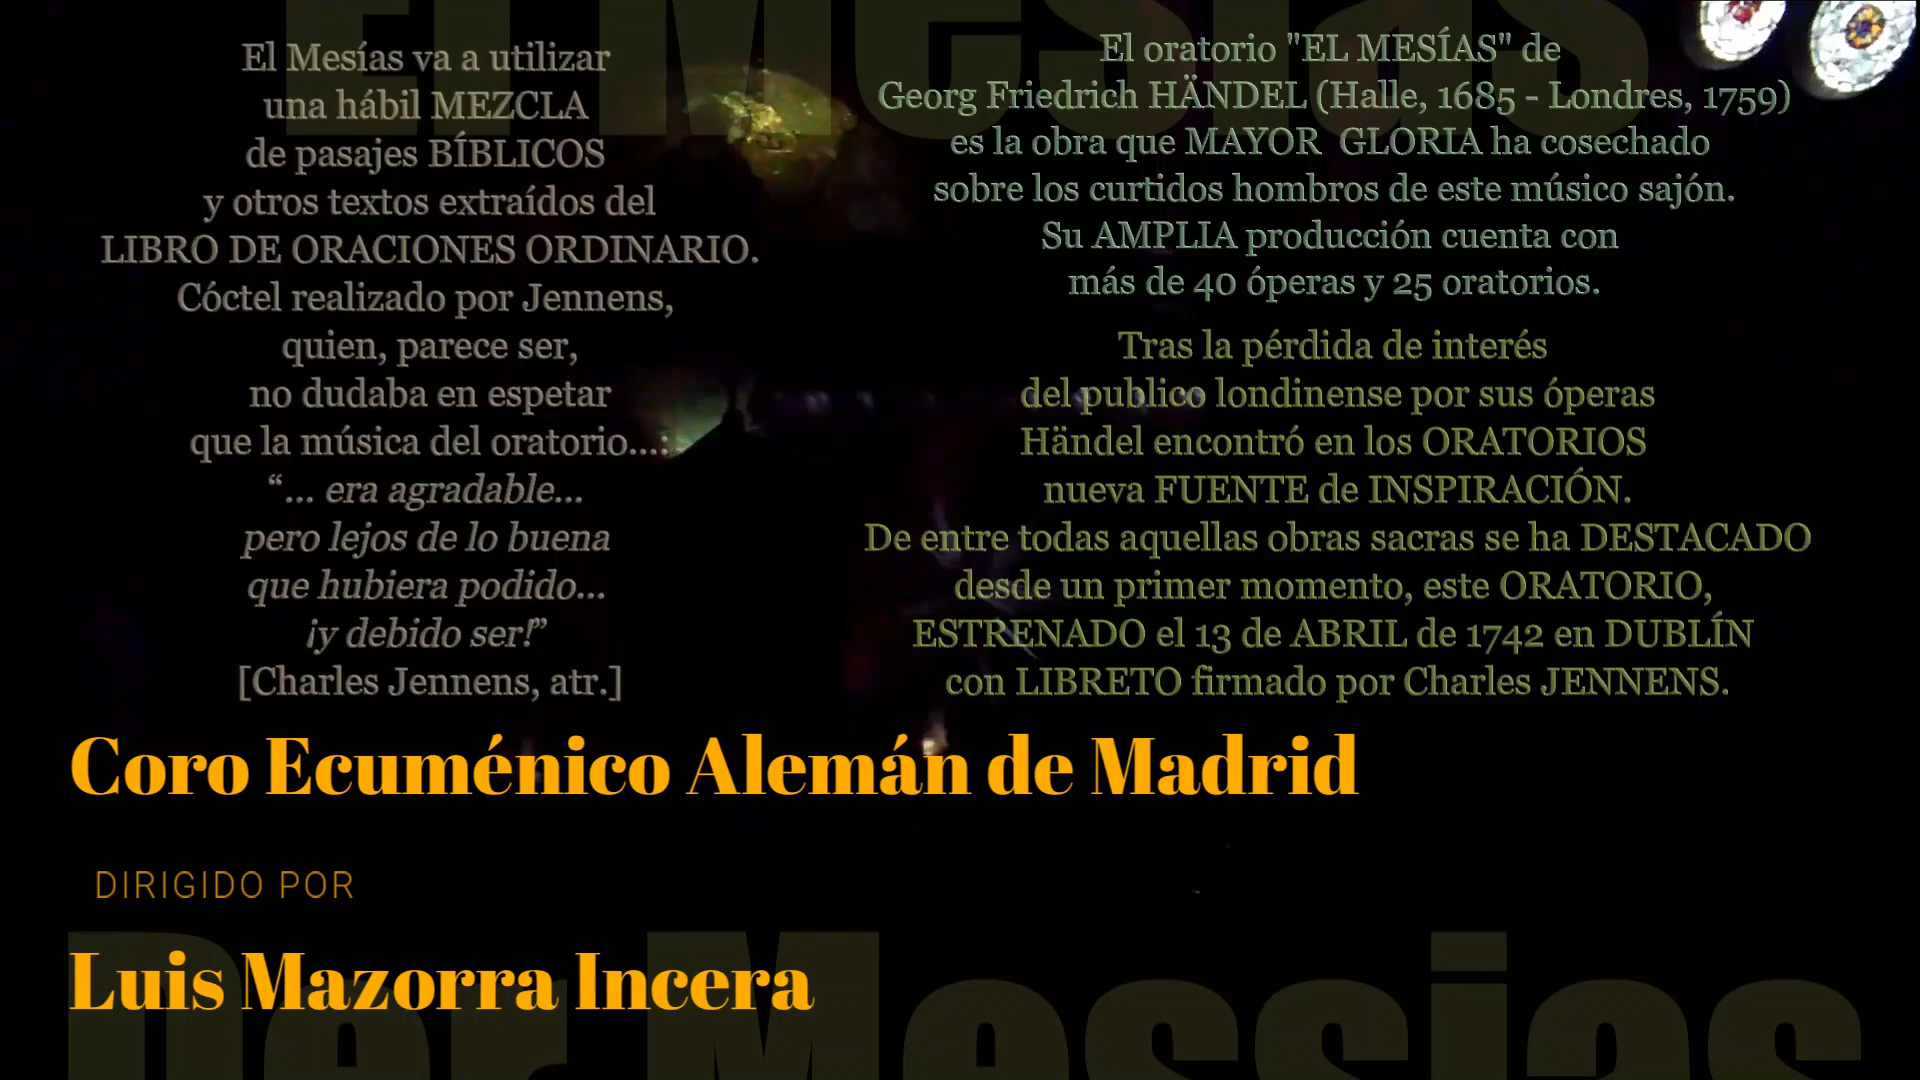 El Mesías
El Mesías va a utilizar
una hábil MEZCLA
de pasajes BÍBLICOS
y otros textos extraídos del
LIBRO DE ORACIONES ORDINARIO.
Cóctel realizado por Jennens,
quien, parece ser,
no dudaba en espetar
que la música del oratorio...:
“... era agradable...
pero lejos de lo buena
que hubiera podido...
¡y debido ser!”
[Charles Jennens, atr.]
El oratorio "EL MESÍAS" de
Georg Friedrich HÄNDEL (Halle, 1685 - Londres, 1759)
es la obra que MAYOR GLORIA ha cosechado
sobre los curtidos hombros de este músico sajón.
Su AMPLIA producción cuenta con
más de 40 óperas y 25 oratorios.
Tras la pérdida de interés
del publico londinense por sus óperas
Händel encontró en los ORATORIOS
nueva FUENTE de INSPIRACIÓN.
De entre todas aquellas obras sacras se ha DESTACADO
desde un primer momento, este ORATORIO,
ESTRENADO el 13 de ABRIL de 1742 en DUBLÍN
con LIBRETO firmado por Charles JENNENS.
Coro Ecuménico Alemán de Madrid
DIRIGIDO POR
Luis Mazorra Incera
Der Messias